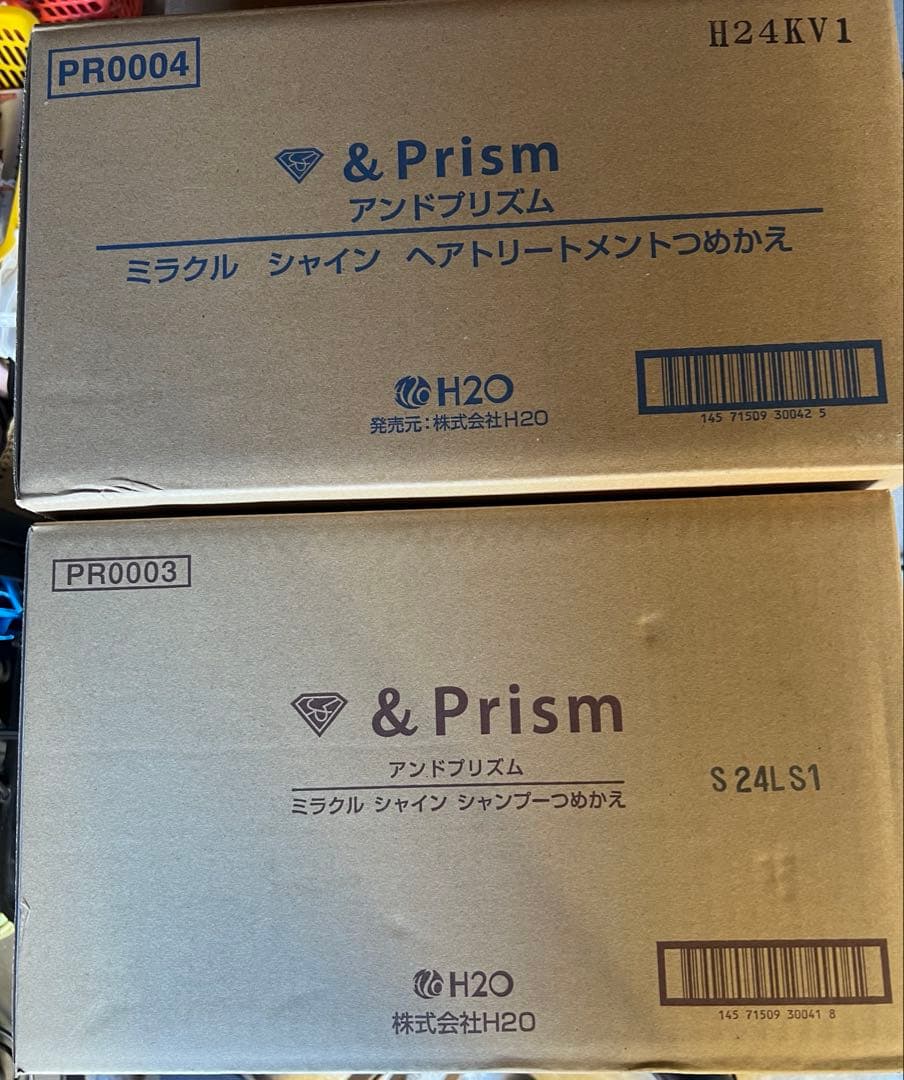 PR0004
H24KV1
& Prism
アンドプリズム
ミラクル シャイン ヘアトリートメントつめかえ
H2O
発売元：株式会社H2O
145 71509 30042 5
PR0003
& Prism
アンドプリズム
ミラクル シャイン シャンプーつめかえ
S24LS1
H2O
株式会社H2O
145 71509 30041 8